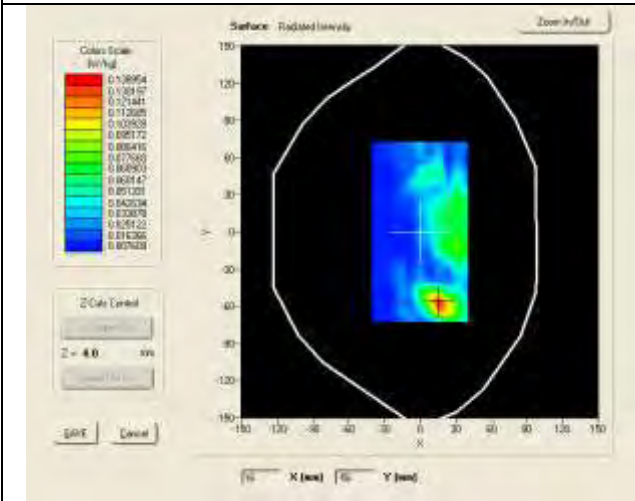 Surface: Radiated Intensity
Zoom In/Out
Colors Scale
(W/kg)
0.138954
0.130197
0.121441
0.112685
0.103928
0.095172
0.086416
0.077660
0.068903
0.060147
0.051391
0.042634
0.033878
0.025122
0.016366
0.007609
150
120
90
60
30
Y
0
-30
-60
-90
-120
-150
-150 -120 -90 -60 -30 0 30 60 90 120 150
X
Z-Cuts Control
Z = 4.0 mm
SAVE
Cancel
X (mm)
Y (mm)